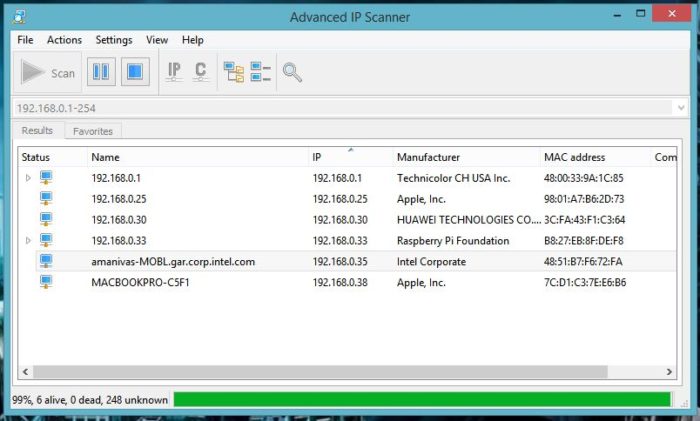 Advanced IP Scanner
File Actions Settings View Help
Scan IP C
192.168.0.1-254
Results Favorites
Status Name IP Manufacturer MAC address Com
192.168.0.1 192.168.0.1 Technicolor CH USA Inc. 48:00:33:9A:1C:85
192.168.0.25 192.168.0.25 Apple, Inc. 98:01:A7:B6:2D:73
192.168.0.30 192.168.0.30 HUAWEI TECHNOLOGIES CO.... 3C:FA:43:F1:C3:64
192.168.0.33 192.168.0.33 Raspberry Pi Foundation B8:27:EB:8F:DE:F8
amanivas-MOBL.gar.corp.intel.com 192.168.0.35 Intel Corporate 48:51:B7:F6:72:FA
MACBOOKPRO-C5F1 192.168.0.38 Apple, Inc. 7C:D1:C3:7E:E6:B6
99%, 6 alive, 0 dead, 248 unknown